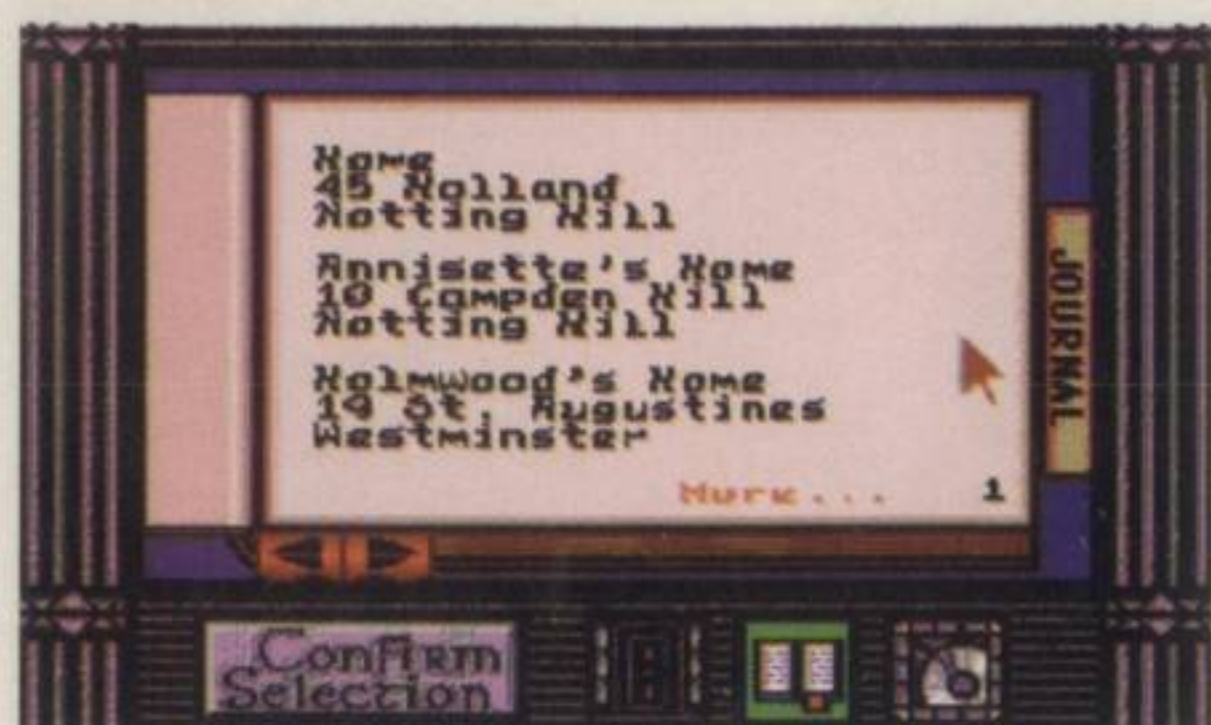 Home
45 Holland
Notting Hill
Annisette's Home
10 Campden Hill
Notting Hill
Holmwood's Home
14 St. Augustines
Westminster
More...
1
JOURNAL
Confirm
Selection